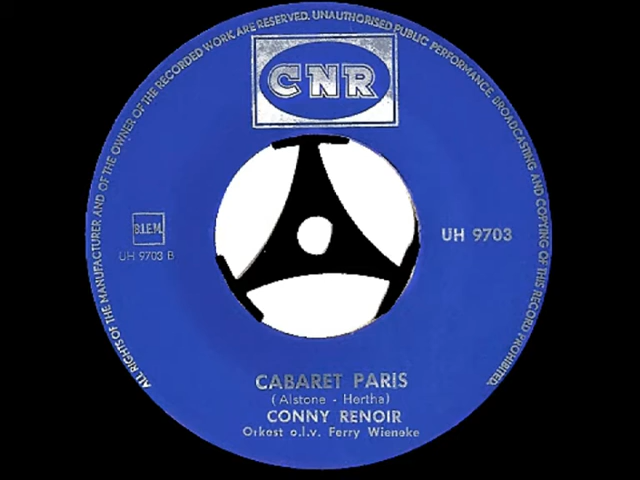 ALL RIGHTS OF THE MANUFACTURER AND OF THE OWNER OF THE RECORDED WORK ARE RESERVED. UNAUTHORISED PUBLIC PERFORMANCE BROADCASTING AND COPYING OF THIS RECORD PROHIBITED.
CNR
B.I.E.M.
UH 9703 B
UH 9703
CABARET PARIS
(Alstone - Hertha)
CONNY RENOIR
Orkest o.l.v. Ferry Wieneke